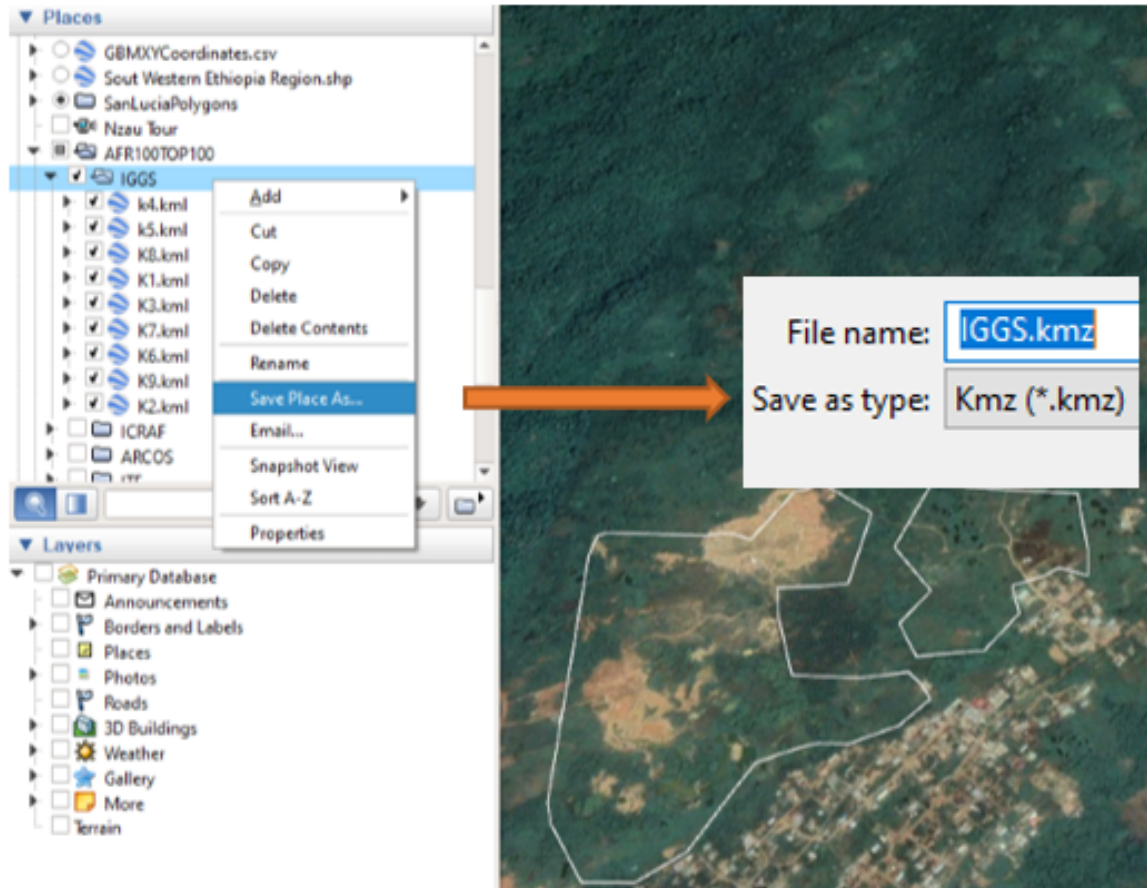 Places
GBMXYCoordinates.csv
Sout Western Ethiopia Region.shp
SanLuciaPolygons
Nzau Tour
AFR100TOP100
IGGS
k4.kml
k5.kml
K8.kml
K1.kml
K3.kml
K7.kml
K6.kml
K9.kml
K2.kml
ICRAF
ARCOS
ITF
Add
Cut
Copy
Delete
Delete Contents
Rename
Save Place As...
Email...
Snapshot View
Sort A-Z
Properties
File name: IGGS.kmz
Save as type: Kmz (*.kmz)
Layers
Primary Database
Announcements
Borders and Labels
Places
Photos
Roads
3D Buildings
Weather
Gallery
More
Terrain